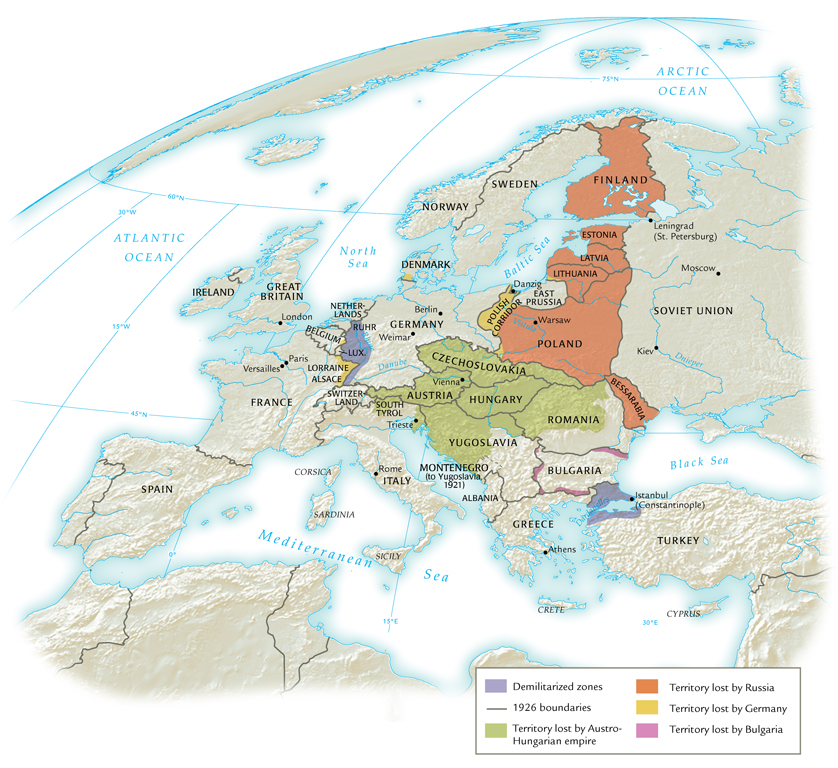 ARCTIC
OCEAN
75°N
60°N
30°W
ATLANTIC
OCEAN
15°W
45°N
North
Sea
SWEDEN
NORWAY
FINLAND
Leningrad
(St. Petersburg)
ESTONIA
LATVIA
LITHUANIA
Baltic Sea
Moscow
DENMARK
Danzig
EAST
PRUSSIA
POLISH
CORRIDOR
Vistula
Warsaw
POLAND
SOVIET UNION
Kiev
Dnieper
BESSARABIA
IRELAND
GREAT
BRITAIN
London
NETHER-
LANDS
RUHR
BELGIUM
LUX.
Berlin
GERMANY
Weimar
Paris
Versailles
LORRAINE
ALSACE
Danube
FRANCE
SWITZER-
LAND
CZECHOSLOVAKIA
Vienna
AUSTRIA
HUNGARY
SOUTH
TYROL
Trieste
ROMANIA
YUGOSLAVIA
MONTENEGRO
(to Yugoslavia,
1921)
BULGARIA
Black Sea
Istanbul
(Constantinople)
ALBANIA
GREECE
Athens
TURKEY
CORSICA
Rome
ITALY
SARDINIA
SICILY
SPAIN
Mediterranean
Sea
0°
15°E
30°E
CRETE
CYPRUS
Demilitarized zones
1926 boundaries
Territory lost by Austro-
Hungarian empire
Territory lost by Russia
Territory lost by Germany
Territory lost by Bulgaria